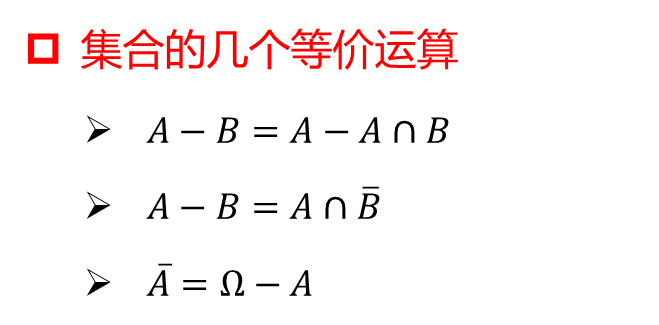 集合的几个等价运算
A − B = A − A ∩ B
A − B = A ∩ B̅
A̅ = Ω − A